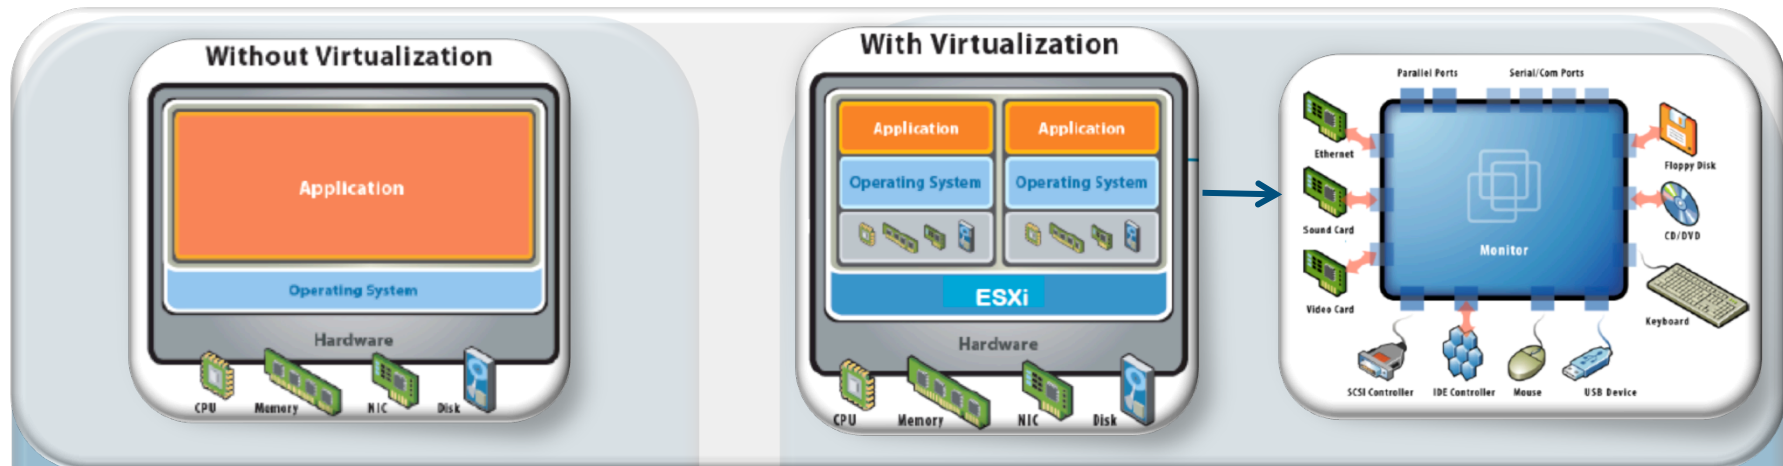 Without Virtualization
Application
Operating System
Hardware
CPU
Memory
NIC
Disk
With Virtualization
Application
Application
Operating System
Operating System
ESXi
Hardware
CPU
Memory
NIC
Disk
Parallel Ports
Serial/Com Ports
Ethernet
Floppy Disk
Sound Card
CD/DVD
Monitor
Video Card
Keyboard
SCSI Controller
IDE Controller
Mouse
USB Device